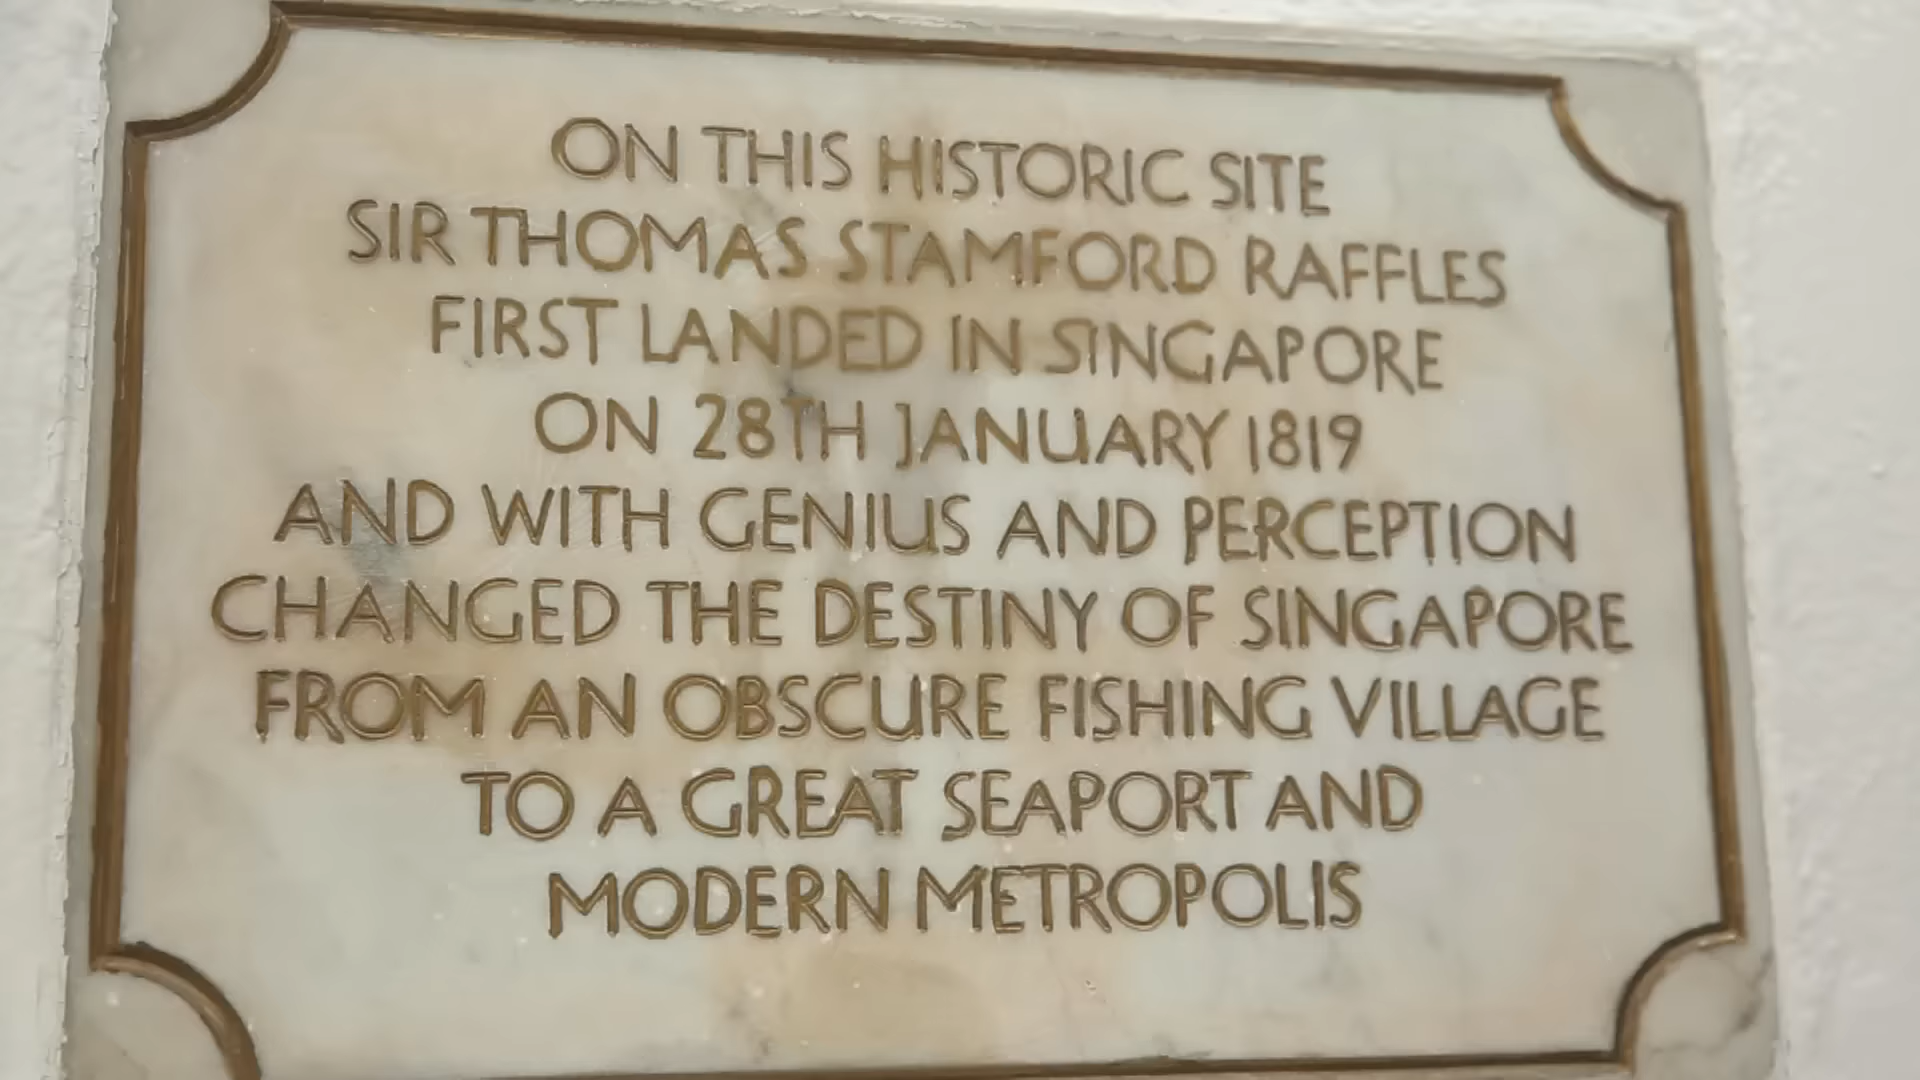 ON THIS HISTORIC SITE
SIR THOMAS STAMFORD RAFFLES
FIRST LANDED IN SINGAPORE
ON 28TH JANUARY 1819
AND WITH GENIUS AND PERCEPTION
CHANGED THE DESTINY OF SINGAPORE
FROM AN OBSCURE FISHING VILLAGE
TO A GREAT SEAPORT AND
MODERN METROPOLIS